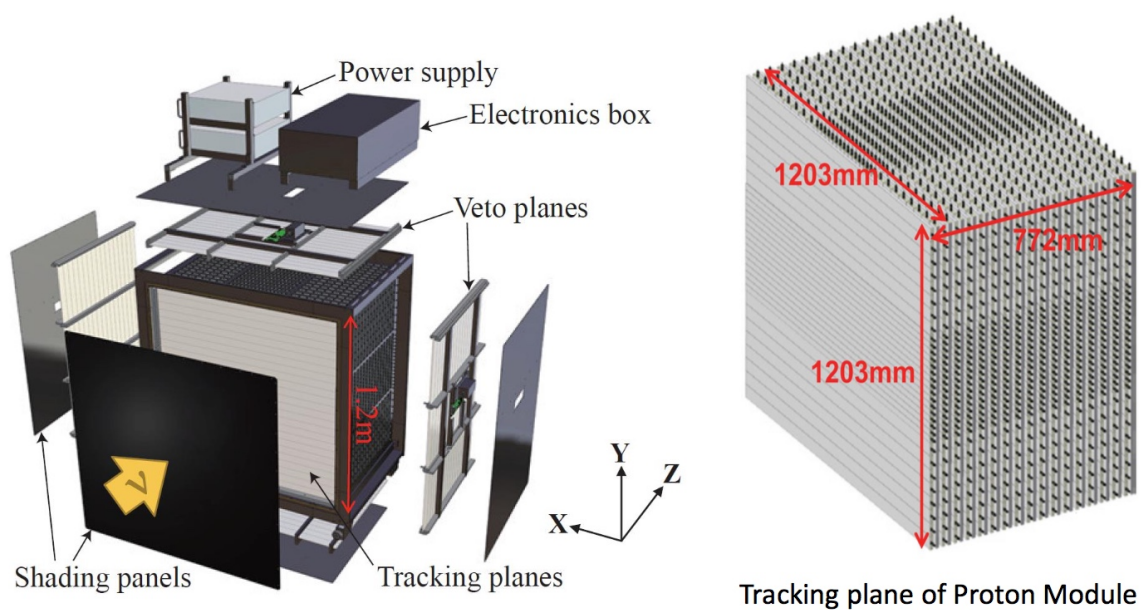 Power supply
Electronics box
Veto planes
1.2m
ν
Y
Z
X
Shading panels
Tracking planes
1203mm
772mm
1203mm
Tracking plane of Proton Module